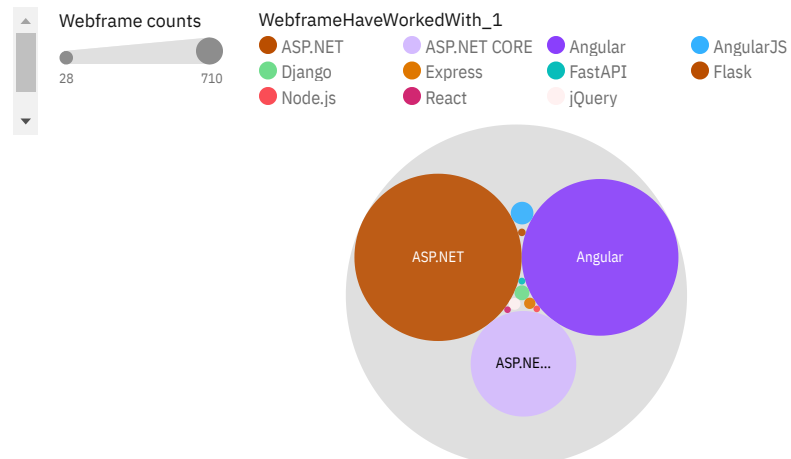 Webframe counts
28 710
WebframeHaveWorkedWith_1
ASP.NET ASP.NET CORE Angular AngularJS
Django Express FastAPI Flask
Node.js React jQuery
ASP.NET
Angular
ASP.NE...